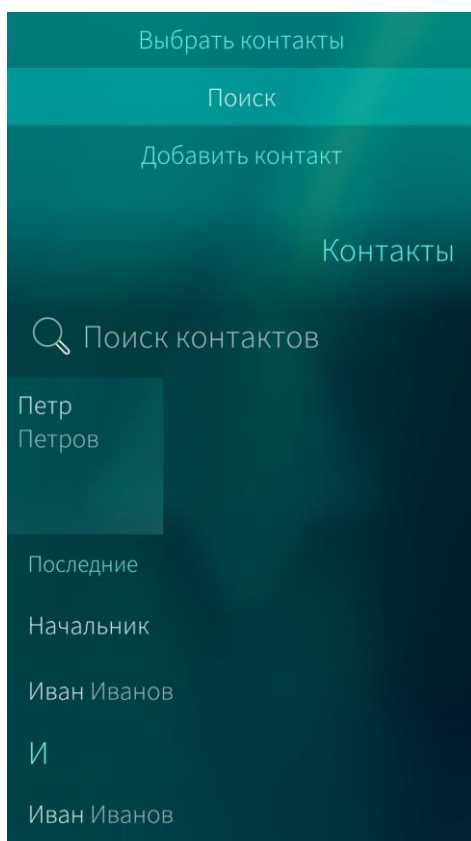 Выбрать контакты
Поиск
Добавить контакт
Контакты
Поиск контактов
Петр
Петров
Последние
Начальник
Иван Иванов
И
Иван Иванов